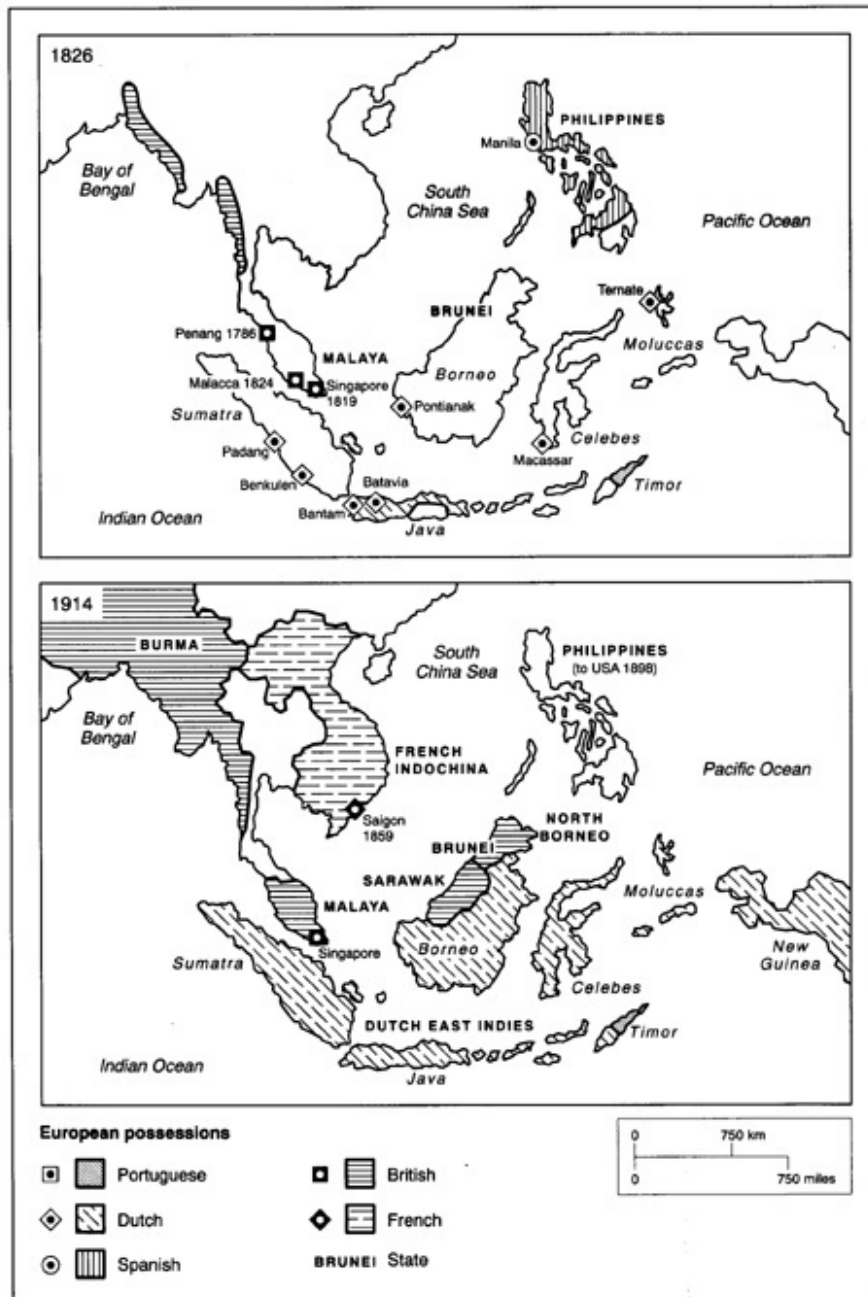 1826
PHILIPPINES
Manila
Bay of
Bengal
South
China Sea
Pacific Ocean
Ternate
BRUNEI
Penang 1786
MALAYA
Moluccas
Borneo
Malacca 1824
Singapore
1819
Sumatra
Pontianak
Celebes
Padang
Macassar
Benkulen
Batavia
Timor
Indian Ocean
Bantam
Java
1914
BURMA
South
China Sea
PHILIPPINES
(to USA 1898)
Bay of
Bengal
FRENCH
INDOCHINA
Pacific Ocean
Saigon
1859
NORTH
BORNEO
BRUNEI
SARAWAK
MALAYA
Moluccas
Singapore
Borneo
New
Guinea
Sumatra
Celebes
DUTCH EAST INDIES
Timor
Indian Ocean
Java
European possessions
Portuguese
British
Dutch
French
Spanish
BRUNEI State
0 750 km
0 750 miles